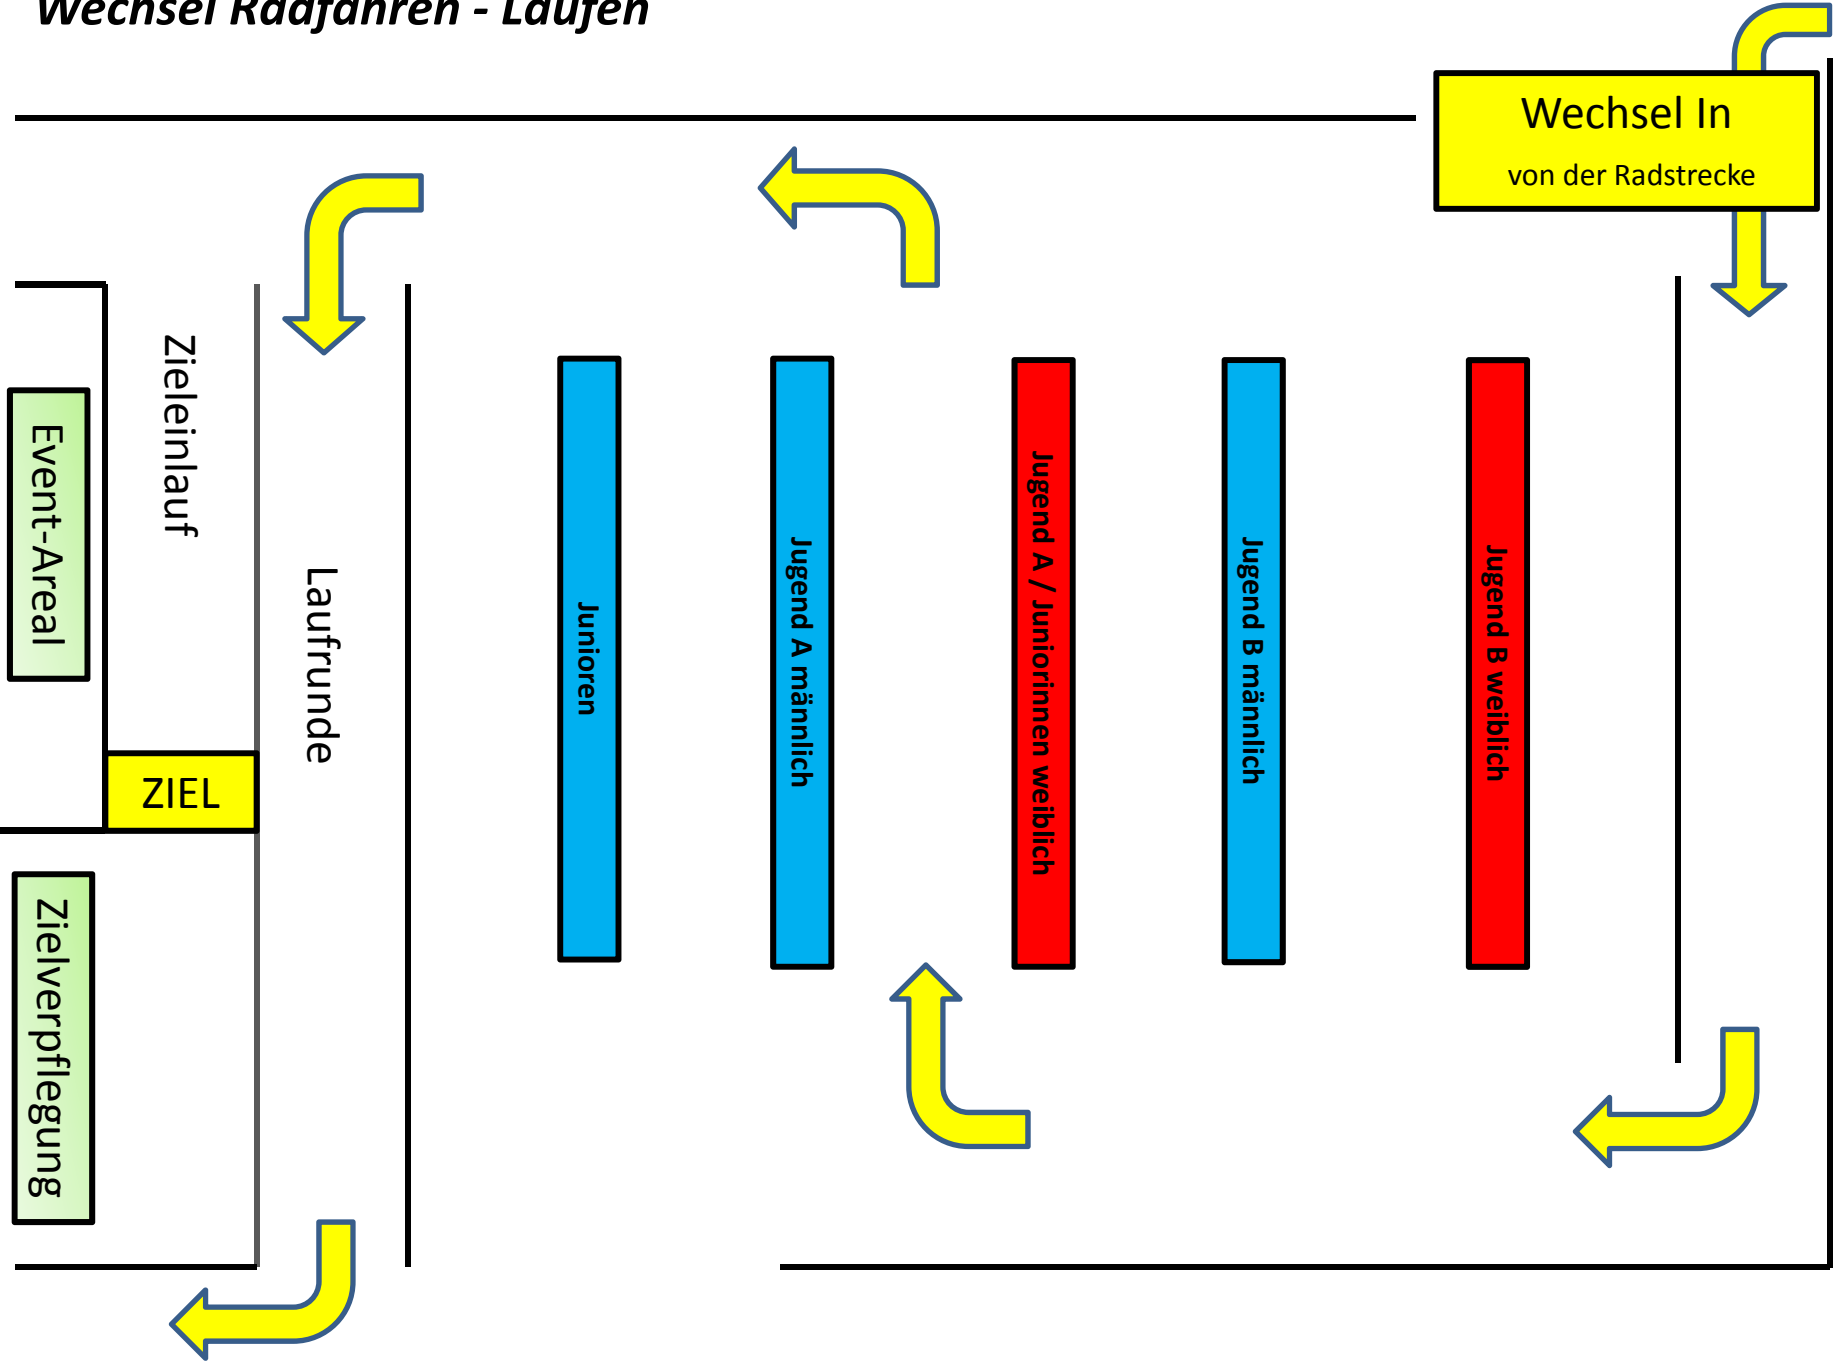 Wechsel Radfahren - Laufen
Wechsel In
von der Radstrecke
Event-Areal
Zieleinlauf
Laufrunde
Junioren
Jugend A männlich
Jugend A / Juniorinnen weiblich
Jugend B männlich
Jugend B weiblich
ZIEL
Zielverpflegung